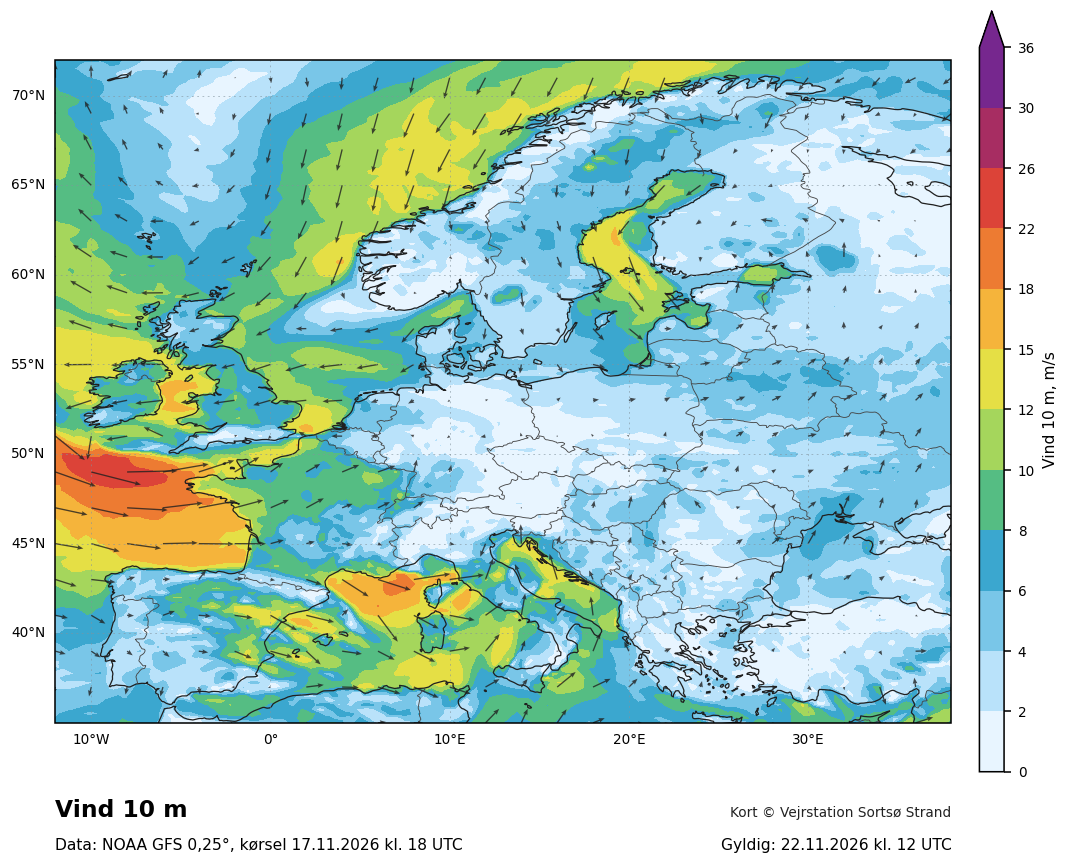 36
30
26
22
18
15
12
10
8
6
4
2
0
Vind 10 m, m/s
70°N
65°N
60°N
55°N
50°N
45°N
40°N
10°W
0°
10°E
20°E
30°E
Vind 10 m
Kort © Vejrstation Sortsø Strand
Data: NOAA GFS 0,25°, kørsel 17.11.2026 kl. 18 UTC
Gyldig: 22.11.2026 kl. 12 UTC